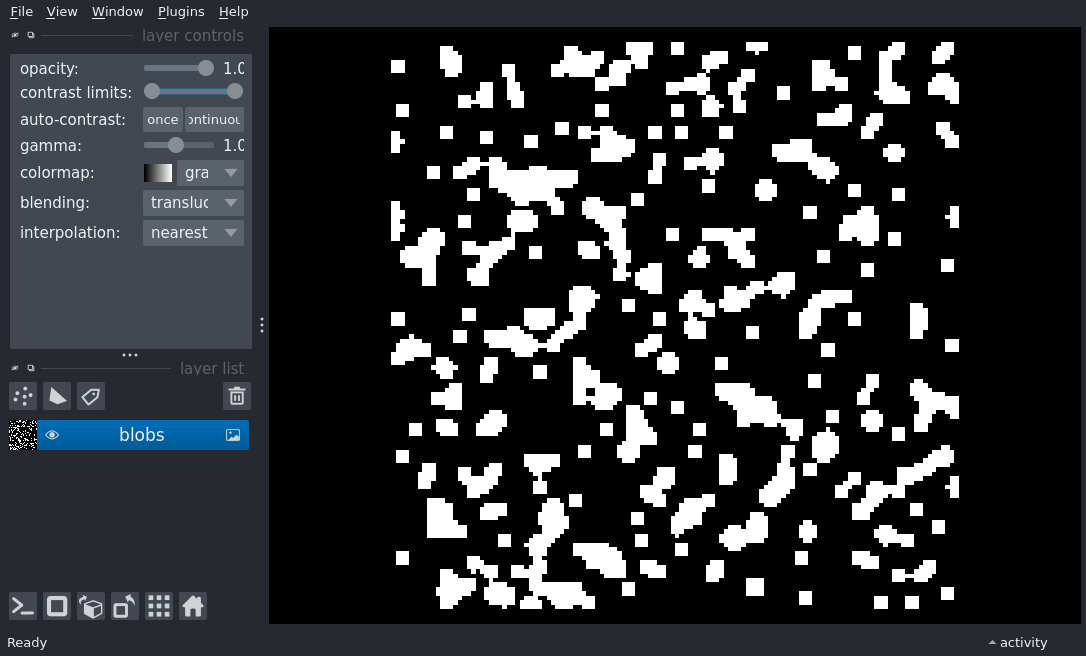 File View Window Plugins Help
layer controls
opacity: 1.0
contrast limits:
auto-contrast: once ontinuou
gamma: 1.0
colormap: gra
blending: transluc
interpolation: nearest
layer list
blobs
Ready activity